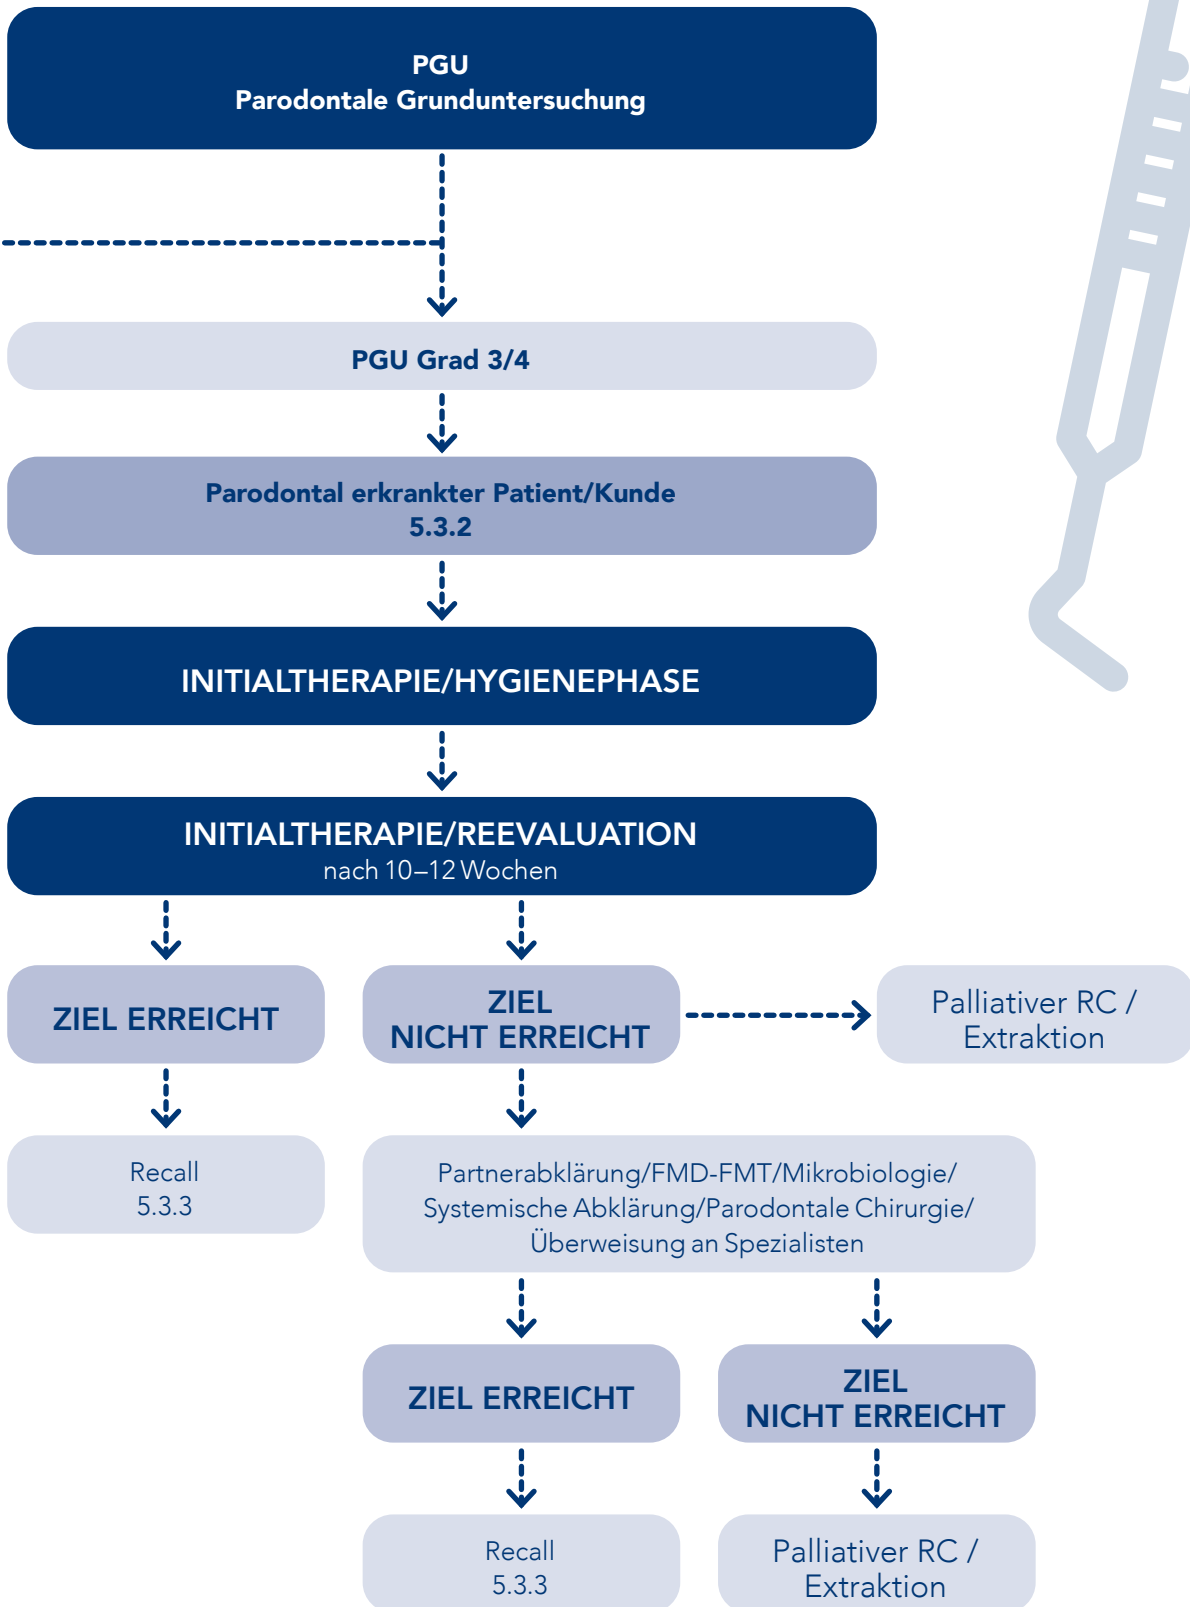 PGU
Parodontale Grunduntersuchung
PGU Grad 3/4
Parodontal erkrankter Patient/Kunde
5.3.2
INITIALTHERAPIE/HYGIENEPHASE
INITIALTHERAPIE/REEVALUATION
nach 10–12 Wochen
ZIEL ERREICHT
ZIEL
NICHT ERREICHT
Palliativer RC /
Extraktion
Recall
5.3.3
Partnerabklärung/FMD-FMT/Mikrobiologie/
Systemische Abklärung/Parodontale Chirurgie/
Überweisung an Spezialisten
ZIEL ERREICHT
ZIEL
NICHT ERREICHT
Recall
5.3.3
Palliativer RC /
Extraktion